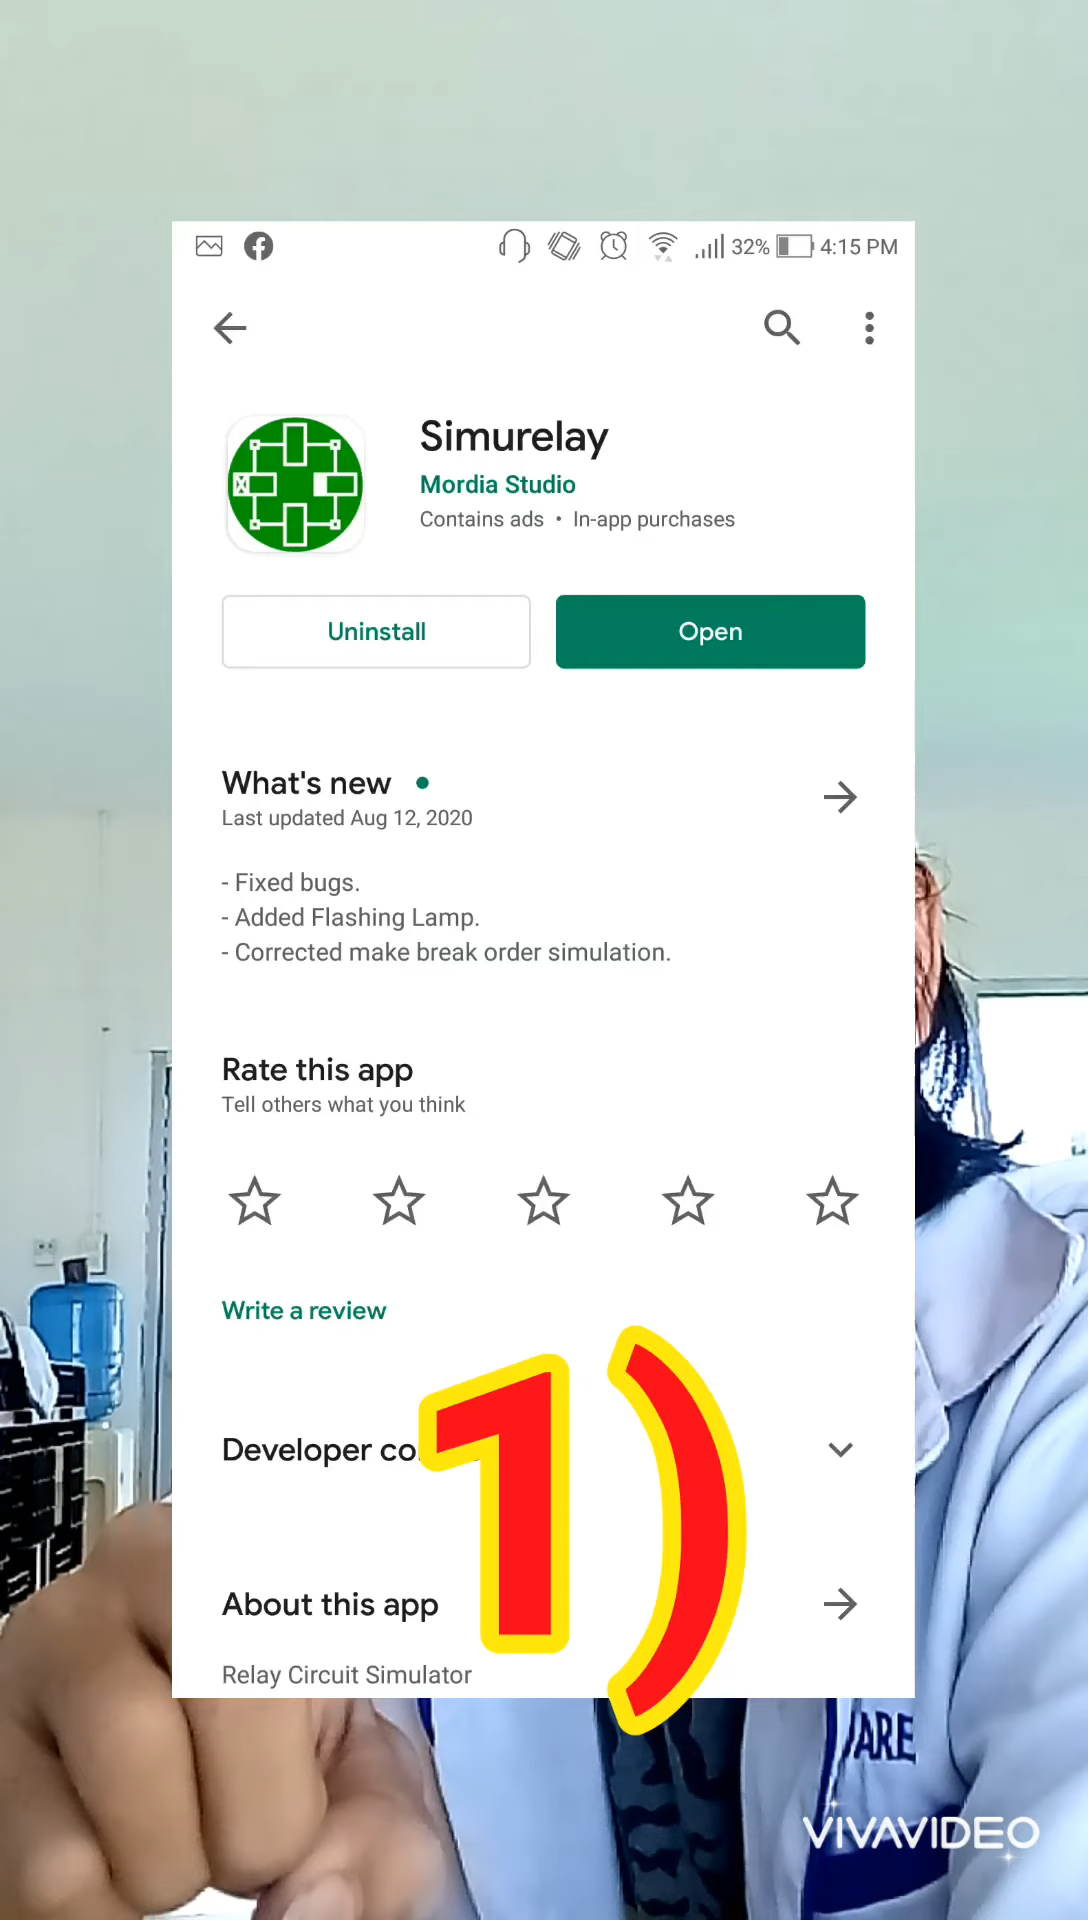 32% 4:15 PM
Simurelay
Mordia Studio
Contains ads • In-app purchases
Uninstall
Open
What's new
Last updated Aug 12, 2020
- Fixed bugs.
- Added Flashing Lamp.
- Corrected make break order simulation.
Rate this app
Tell others what you think
Write a review
1)
Developer co
About this app
Relay Circuit Simulator
VIVAVIDEO